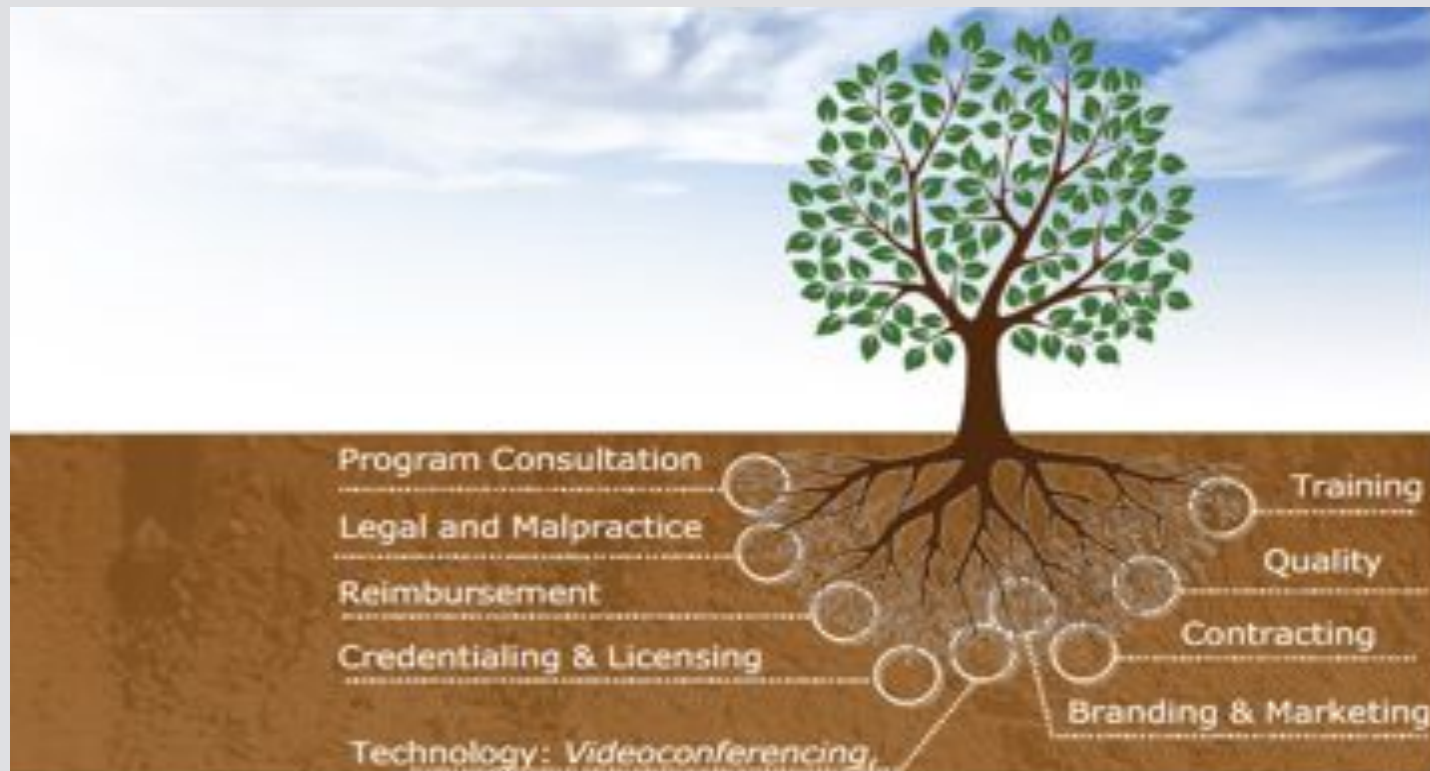 Program Consultation
Legal and Malpractice
Reimbursement
Credentialing & Licensing
Technology: Videoconferencing,
Training
Quality
Contracting
Branding & Marketing